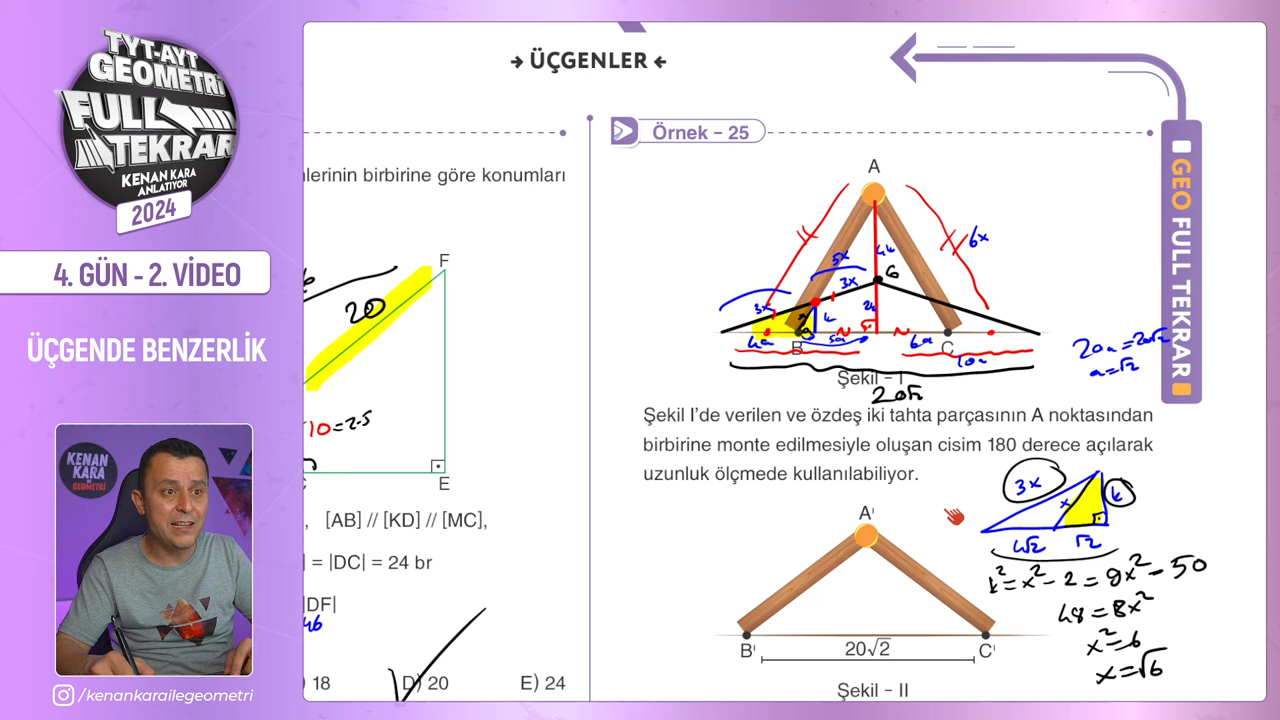 TYT-AYT
GEOMETRİ
FULL
TEKRAR
KENAN KARA
ANLATIYOR
2024
4. GÜN - 2. VİDEO
ÜÇGENDE BENZERLİK
KENAN
KARA
GEOMETRİ
/kenankarailegeometri
→ ÜÇGENLER ←
lerinin birbirine göre konumları
F
20
10=2.5
E
, [AB] // [KD] // [MC],
| = |DC| = 24 br
|DF|
) 18
D) 20
E) 24
Örnek - 25
A
6x
5x
4k
G
3x
3x
2k
k
4a
B
5a
6a
C
10a
20a=20√2
a=√2
Şekil - I
20√2
Şekil I'de verilen ve özdeş iki tahta parçasının A noktasından
birbirine monte edilmesiyle oluşan cisim 180 derece açılarak
uzunluk ölçmede kullanılabiliyor.
3x
x
k
4√2
√2
k²=x²-2=9x²-50
48=8x²
x²=6
x=√6
A'
B'
20√2
C'
Şekil - II
GEO FULL TEKRAR